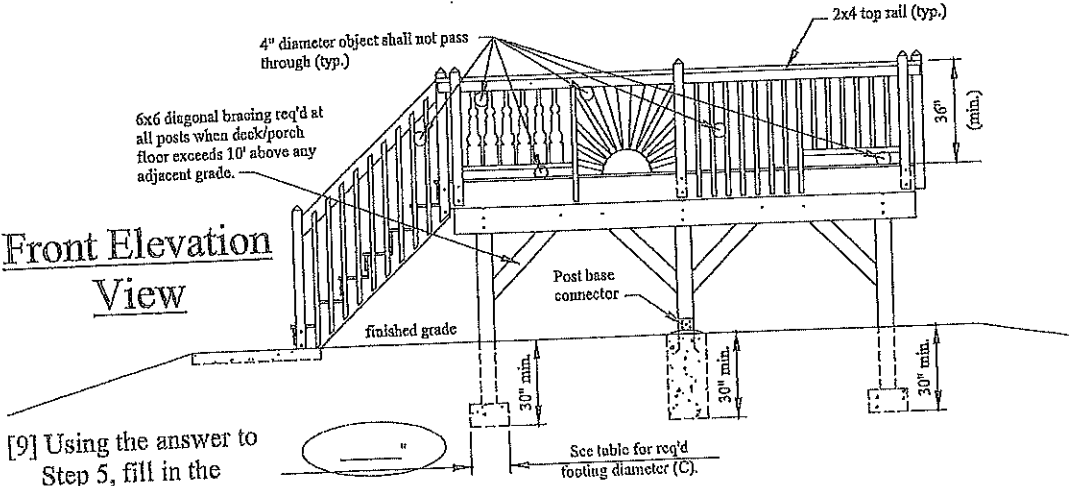 2x4 top rail (typ.)
4" diameter object shall not pass
through (typ.)
6x6 diagonal bracing req'd at
all posts when deck/porch
floor exceeds 10' above any
adjacent grade.
36"
(min.)
Front Elevation
View
Post base
connector
finished grade
30" min.
30" min.
30" min.
[9] Using the answer to
Step 5, fill in the
____"
See table for req'd
footing diameter (C).